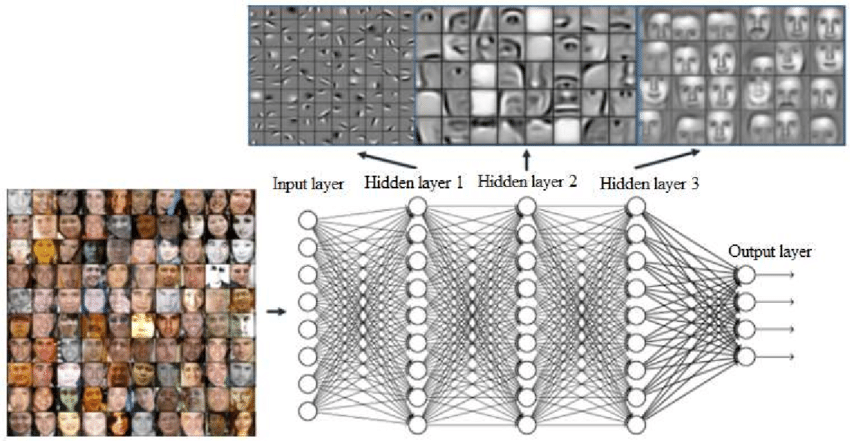 Input layer
Hidden layer 1
Hidden layer 2
Hidden layer 3
Output layer